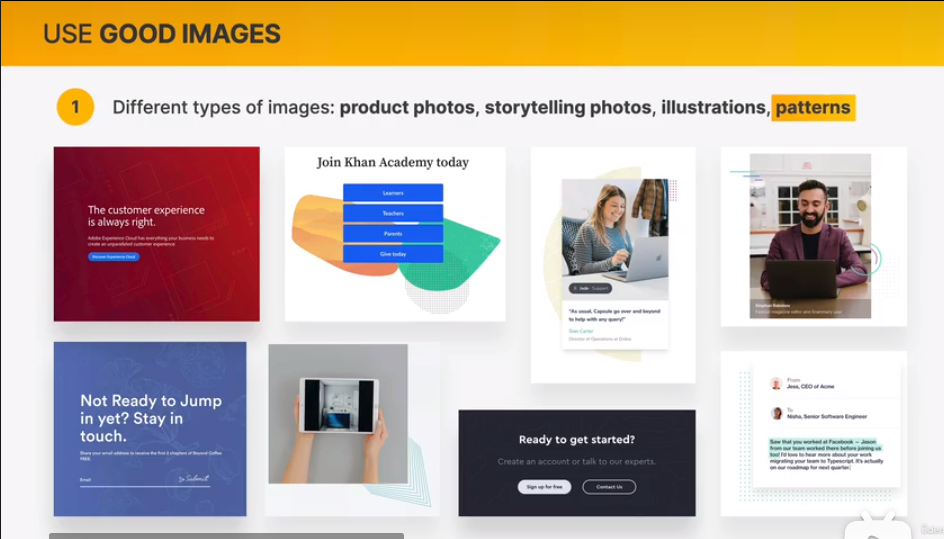 USE GOOD IMAGES
1 Different types of images: product photos, storytelling photos, illustrations, patterns
The customer experience
is always right.
Adobe Experience Cloud has everything your business needs to
create an unparalleled customer experience.
Discover Experience Cloud
Join Khan Academy today
Learners
Teachers
Parents
Give today
Jade Support
"As usual, Capsule go over and beyond
to help with any query!"
Director of Operations at
Fashion magazine editor and
Not Ready to Jump
in yet? Stay in
touch.
Share your email address to receive the first 2 chapters of Beyond Coffee
FREE.
Email
Submit
Ready to get started?
Create an account or talk to our experts.
Sign up for free
Contact Us
From
Jess, CEO of Acme
To
Nisha, Senior Software Engineer
Saw that you worked at Facebook — Jason
from our team worked there before joining us
too! I'd love to hear more about your work
migrating your team to Typescript. It's actually
on our roadmap for next quarter.